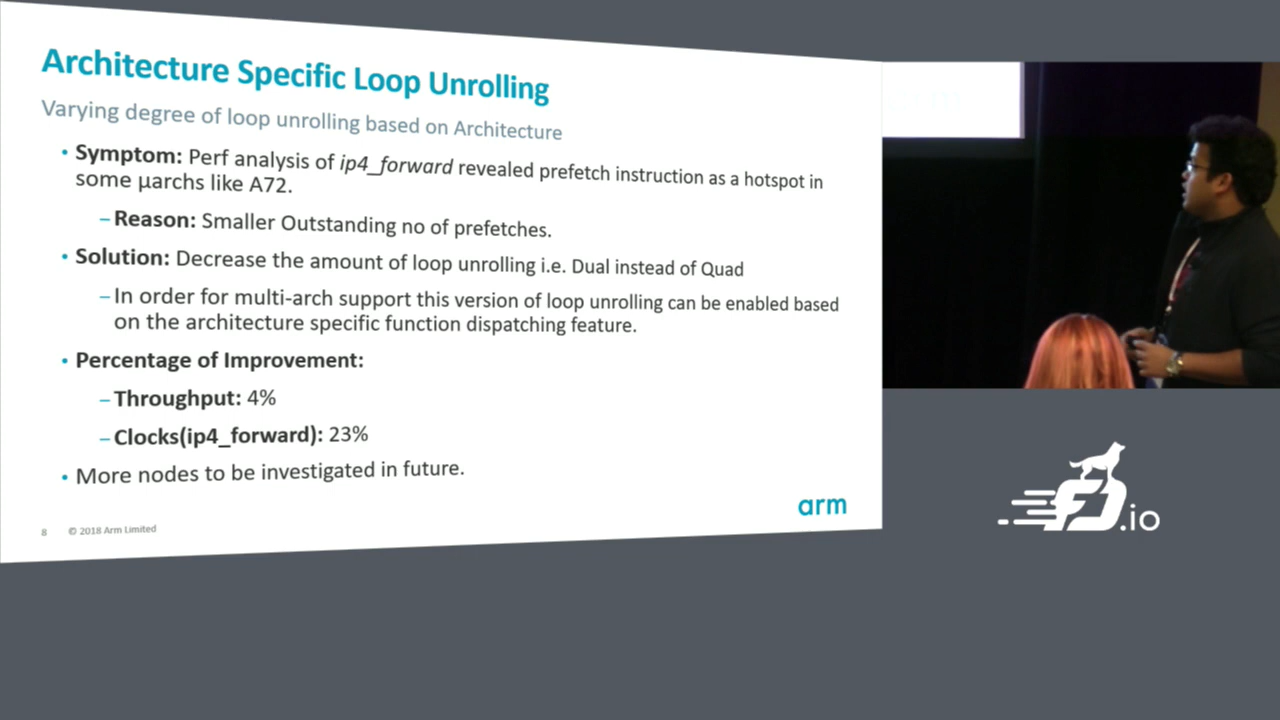 Architecture Specific Loop Unrolling
Varying degree of loop unrolling based on Architecture
• Symptom: Perf analysis of ip4_forward revealed prefetch instruction as a hotspot in
some µarchs like A72.
– Reason: Smaller Outstanding no of prefetches.
• Solution: Decrease the amount of loop unrolling i.e. Dual instead of Quad
– In order for multi-arch support this version of loop unrolling can be enabled based
on the architecture specific function dispatching feature.
• Percentage of Improvement:
– Throughput: 4%
– Clocks(ip4_forward): 23%
• More nodes to be investigated in future.
8 © 2018 Arm Limited
arm
FD.io